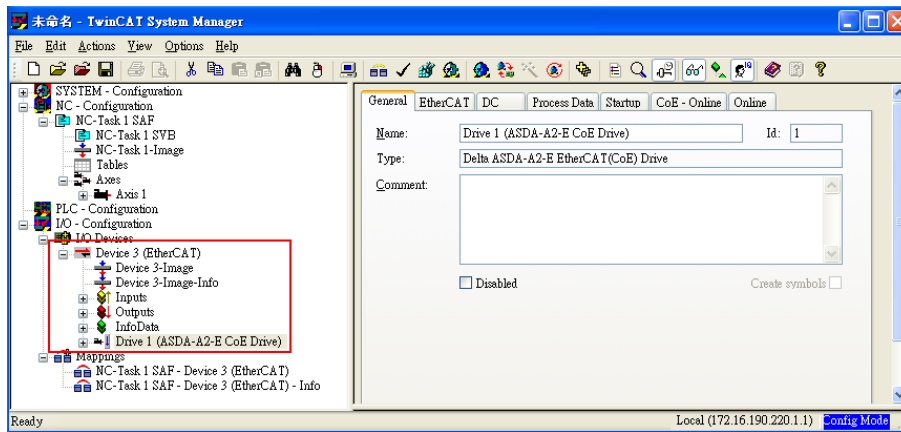 未命名 - TwinCAT System Manager
File Edit Actions View Options Help
SYSTEM - Configuration
NC - Configuration
NC-Task 1 SAF
NC-Task 1 SVB
NC-Task 1-Image
Tables
Axes
Axis 1
PLC - Configuration
I/O - Configuration
I/O Devices
Device 3 (EtherCAT)
Device 3-Image
Device 3-Image-Info
Inputs
Outputs
InfoData
Drive 1 (ASDA-A2-E CoE Drive)
Mappings
NC-Task 1 SAF - Device 3 (EtherCAT)
NC-Task 1 SAF - Device 3 (EtherCAT) - Info
General EtherCAT DC Process Data Startup CoE - Online Online
Name: Drive 1 (ASDA-A2-E CoE Drive) Id: 1
Type: Delta ASDA-A2-E EtherCAT(CoE) Drive
Comment:
Disabled Create symbols
Ready Local (172.16.190.220.1.1) Config Mode